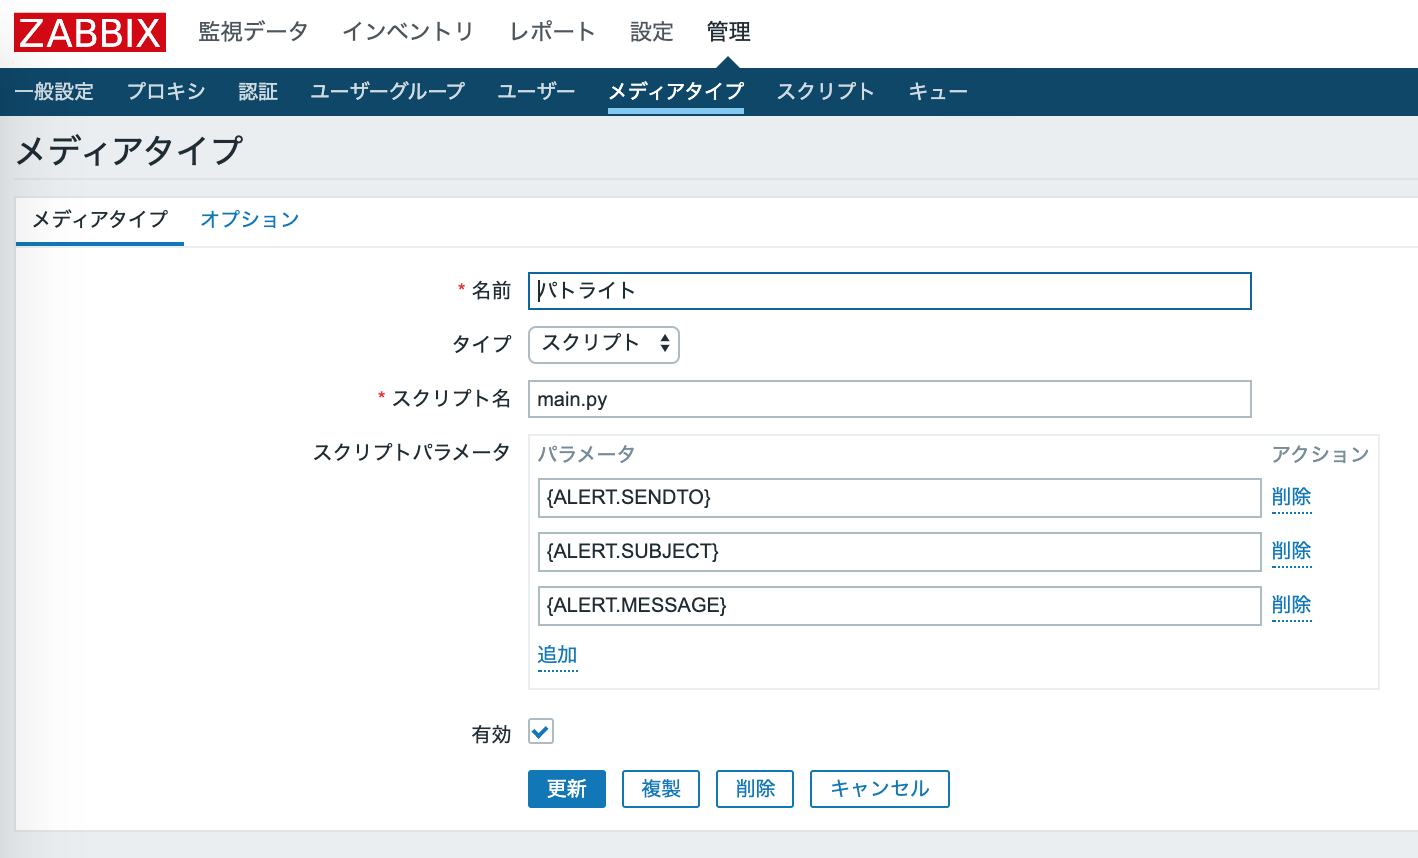 ZABBIX 監視データ インベントリ レポート 設定 管理
一般設定 プロキシ 認証 ユーザーグループ ユーザー メディアタイプ スクリプト キュー
メディアタイプ
メディアタイプ オプション
* 名前 パトライト
タイプ スクリプト
* スクリプト名 main.py
スクリプトパラメータ パラメータ アクション
{ALERT.SENDTO} 削除
{ALERT.SUBJECT} 削除
{ALERT.MESSAGE} 削除
追加
有効
更新 複製 削除 キャンセル